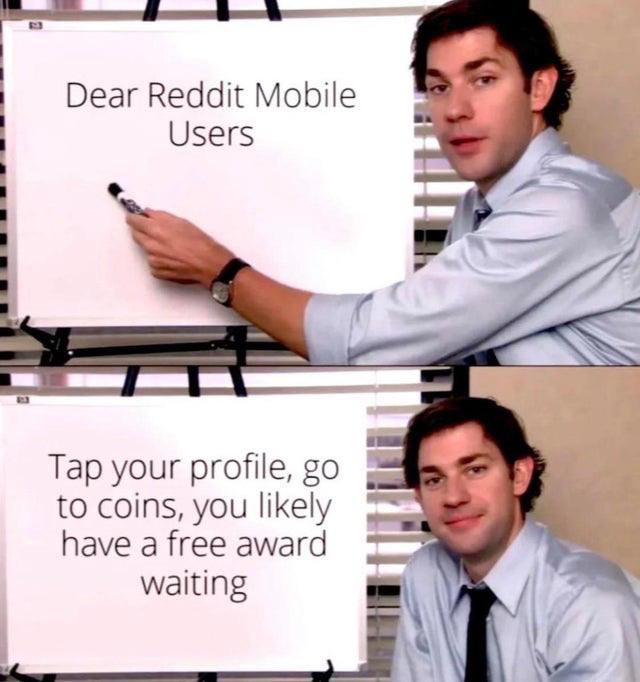 Dear Reddit Mobile
Users
Tap your profile, go
to coins, you likely
have a free award
waiting